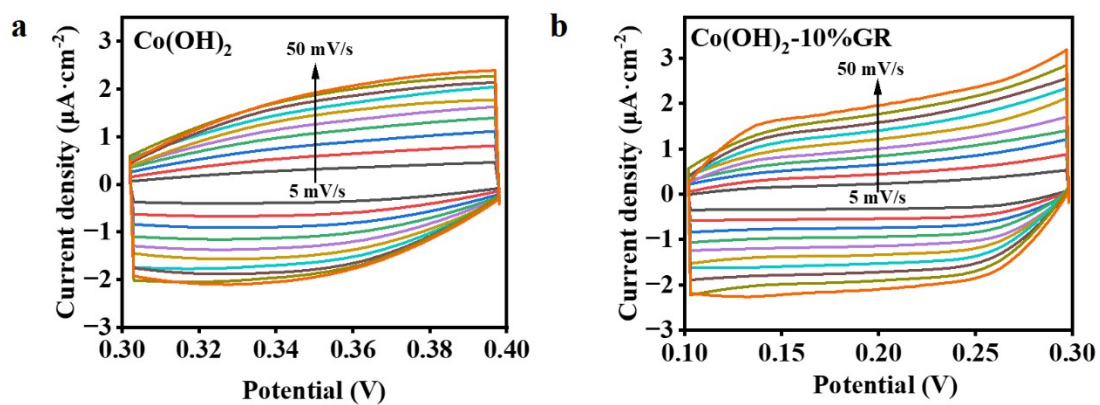 a
Co(OH)₂
50 mV/s
5 mV/s
3
2
1
0
−1
−2
−3
0.30
0.32
0.34
0.36
0.38
0.40
Current density (μA·cm⁻²)
Potential (V)
b
Co(OH)₂-10%GR
50 mV/s
5 mV/s
3
2
1
0
−1
−2
−3
0.10
0.15
0.20
0.25
0.30
Current density (μA·cm⁻²)
Potential (V)